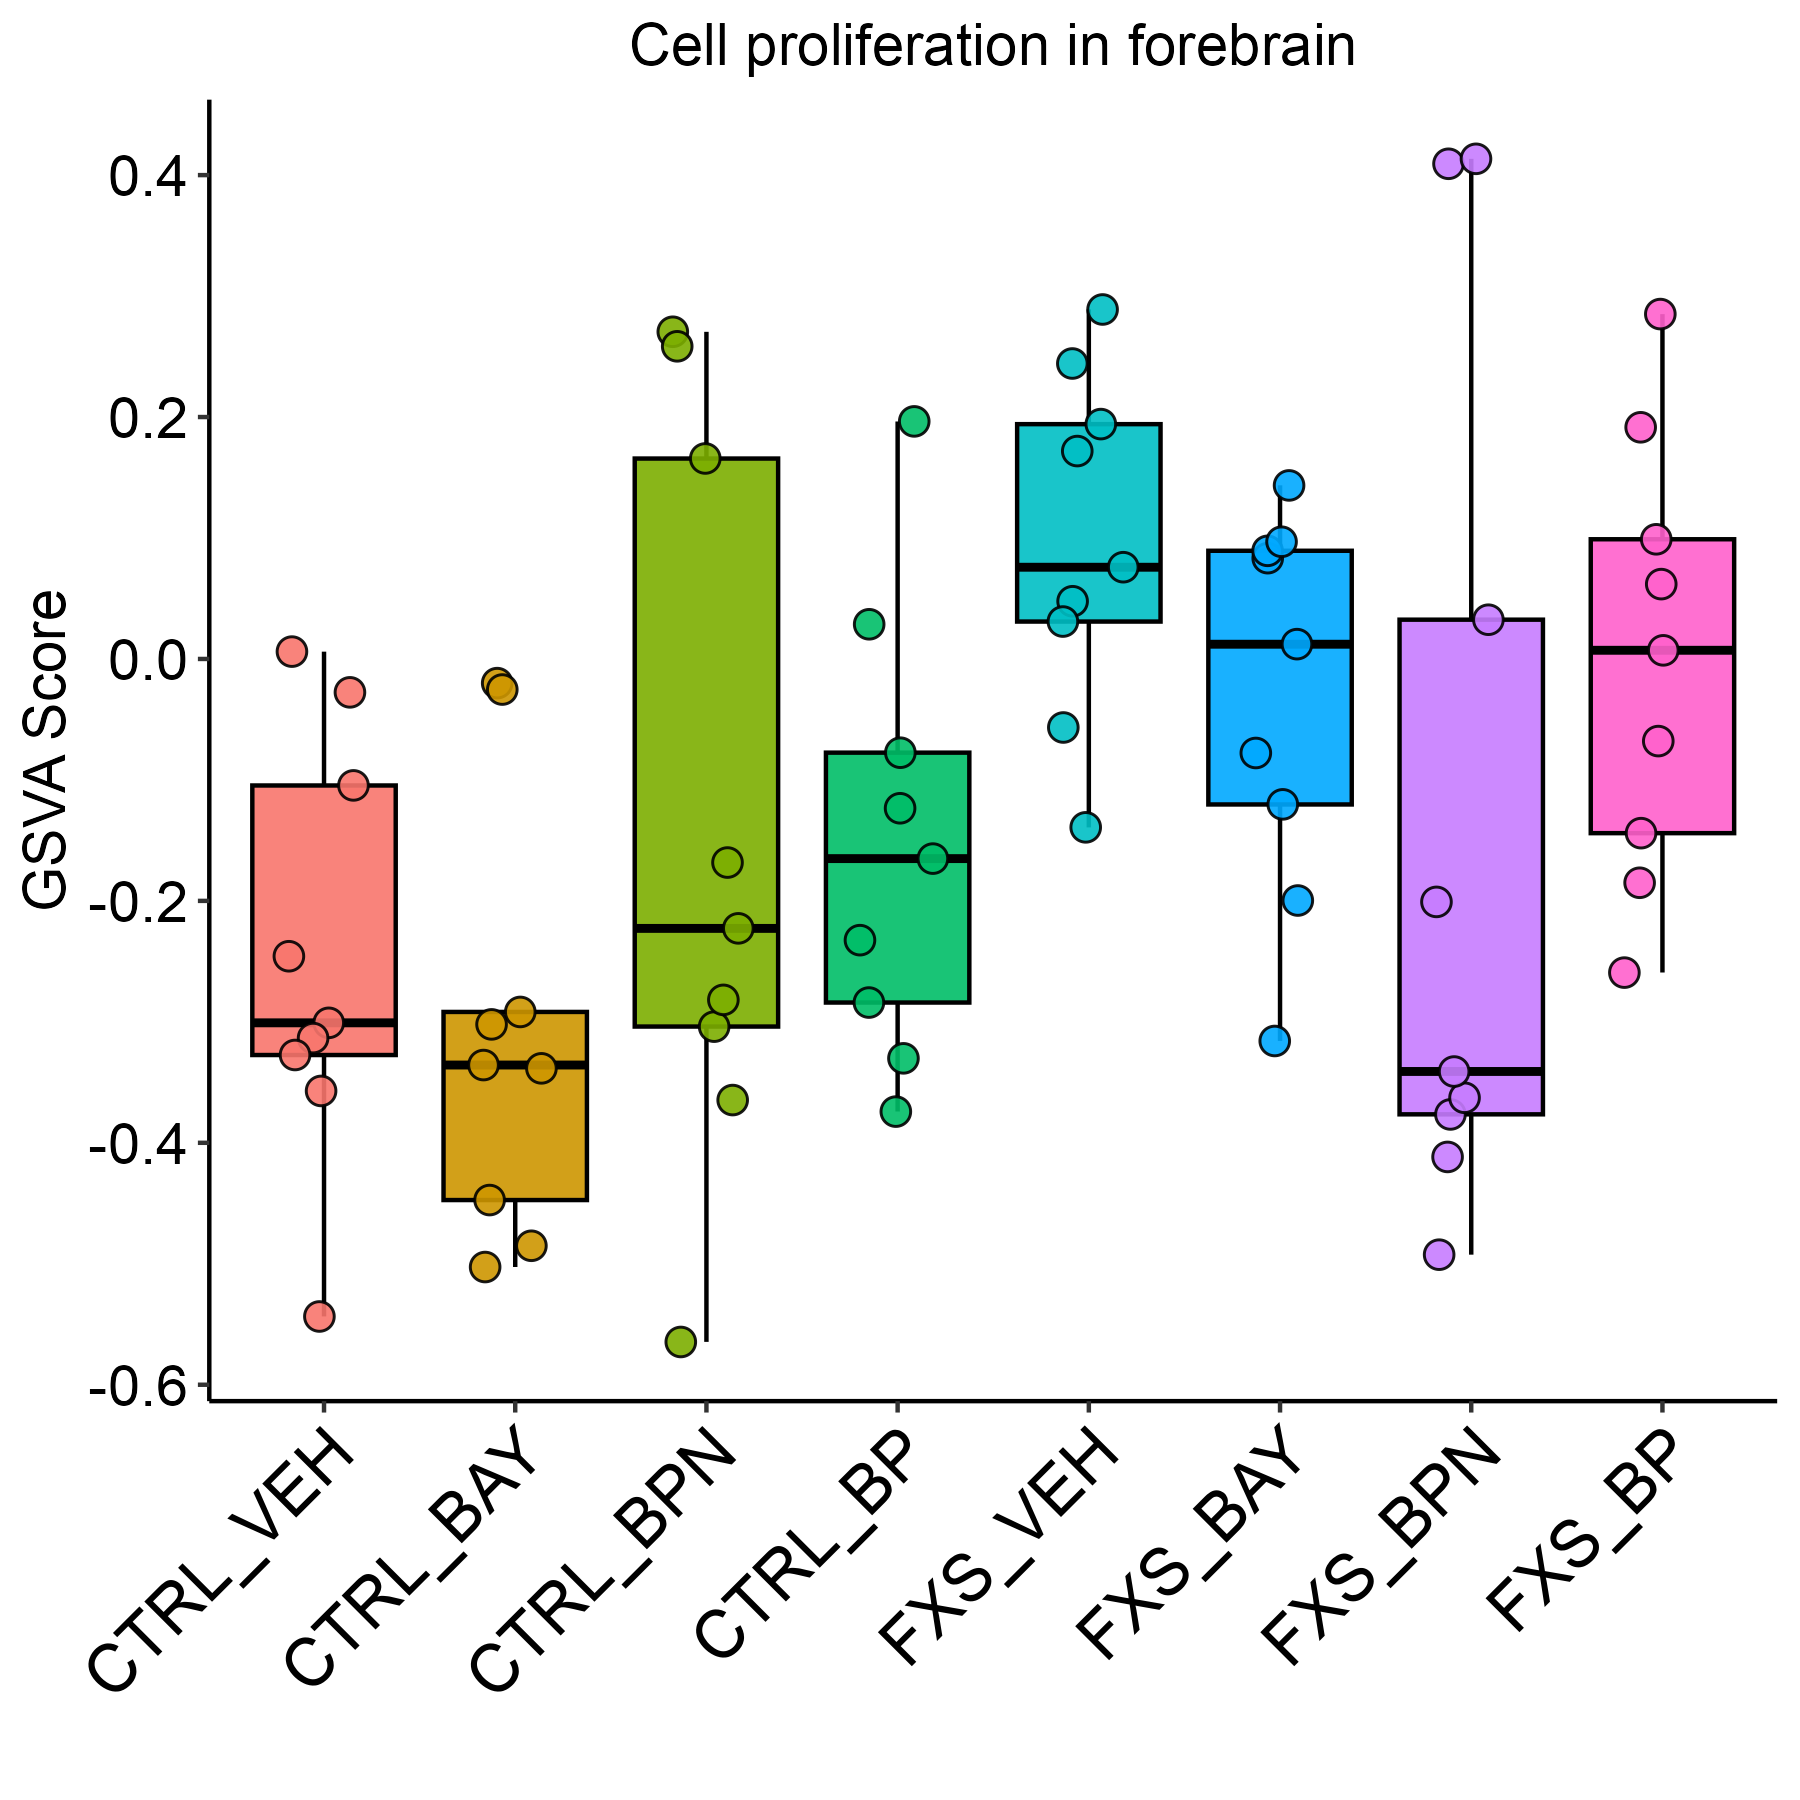 Cell proliferation in forebrain
GSVA Score
0.4
0.2
0.0
-0.2
-0.4
-0.6
CTRL_VEH
CTRL_BAY
CTRL_BPN
CTRL_BP
FXS_VEH
FXS_BAY
FXS_BPN
FXS_BP